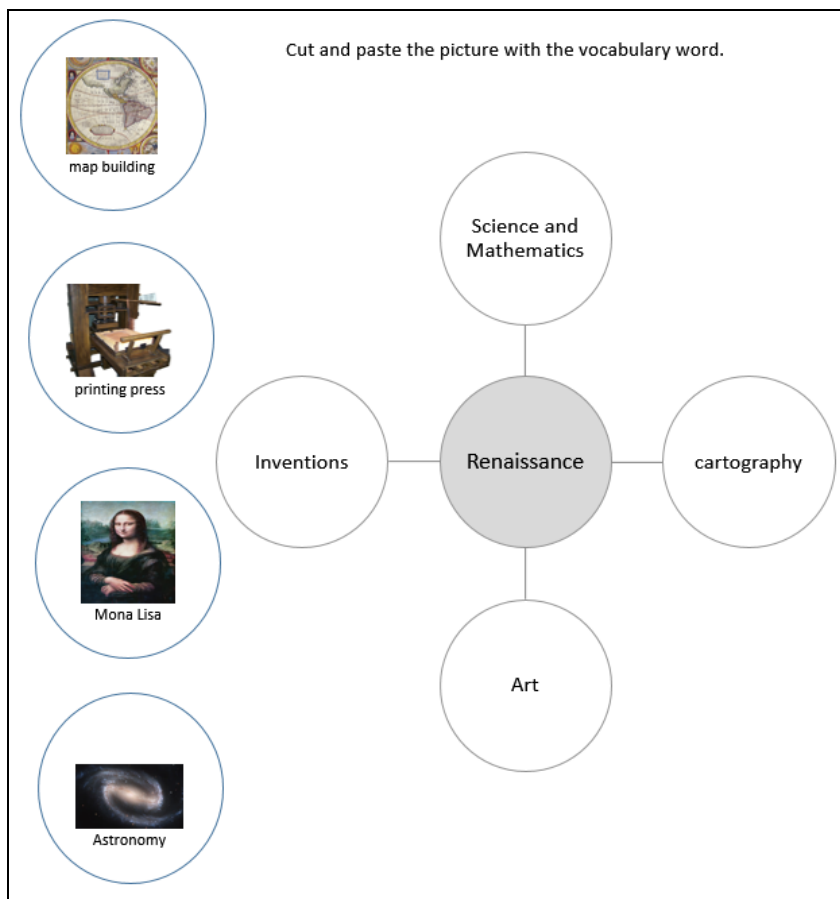 Cut and paste the picture with the vocabulary word.
map building
printing press
Mona Lisa
Astronomy
Science and
Mathematics
Inventions
Renaissance
cartography
Art